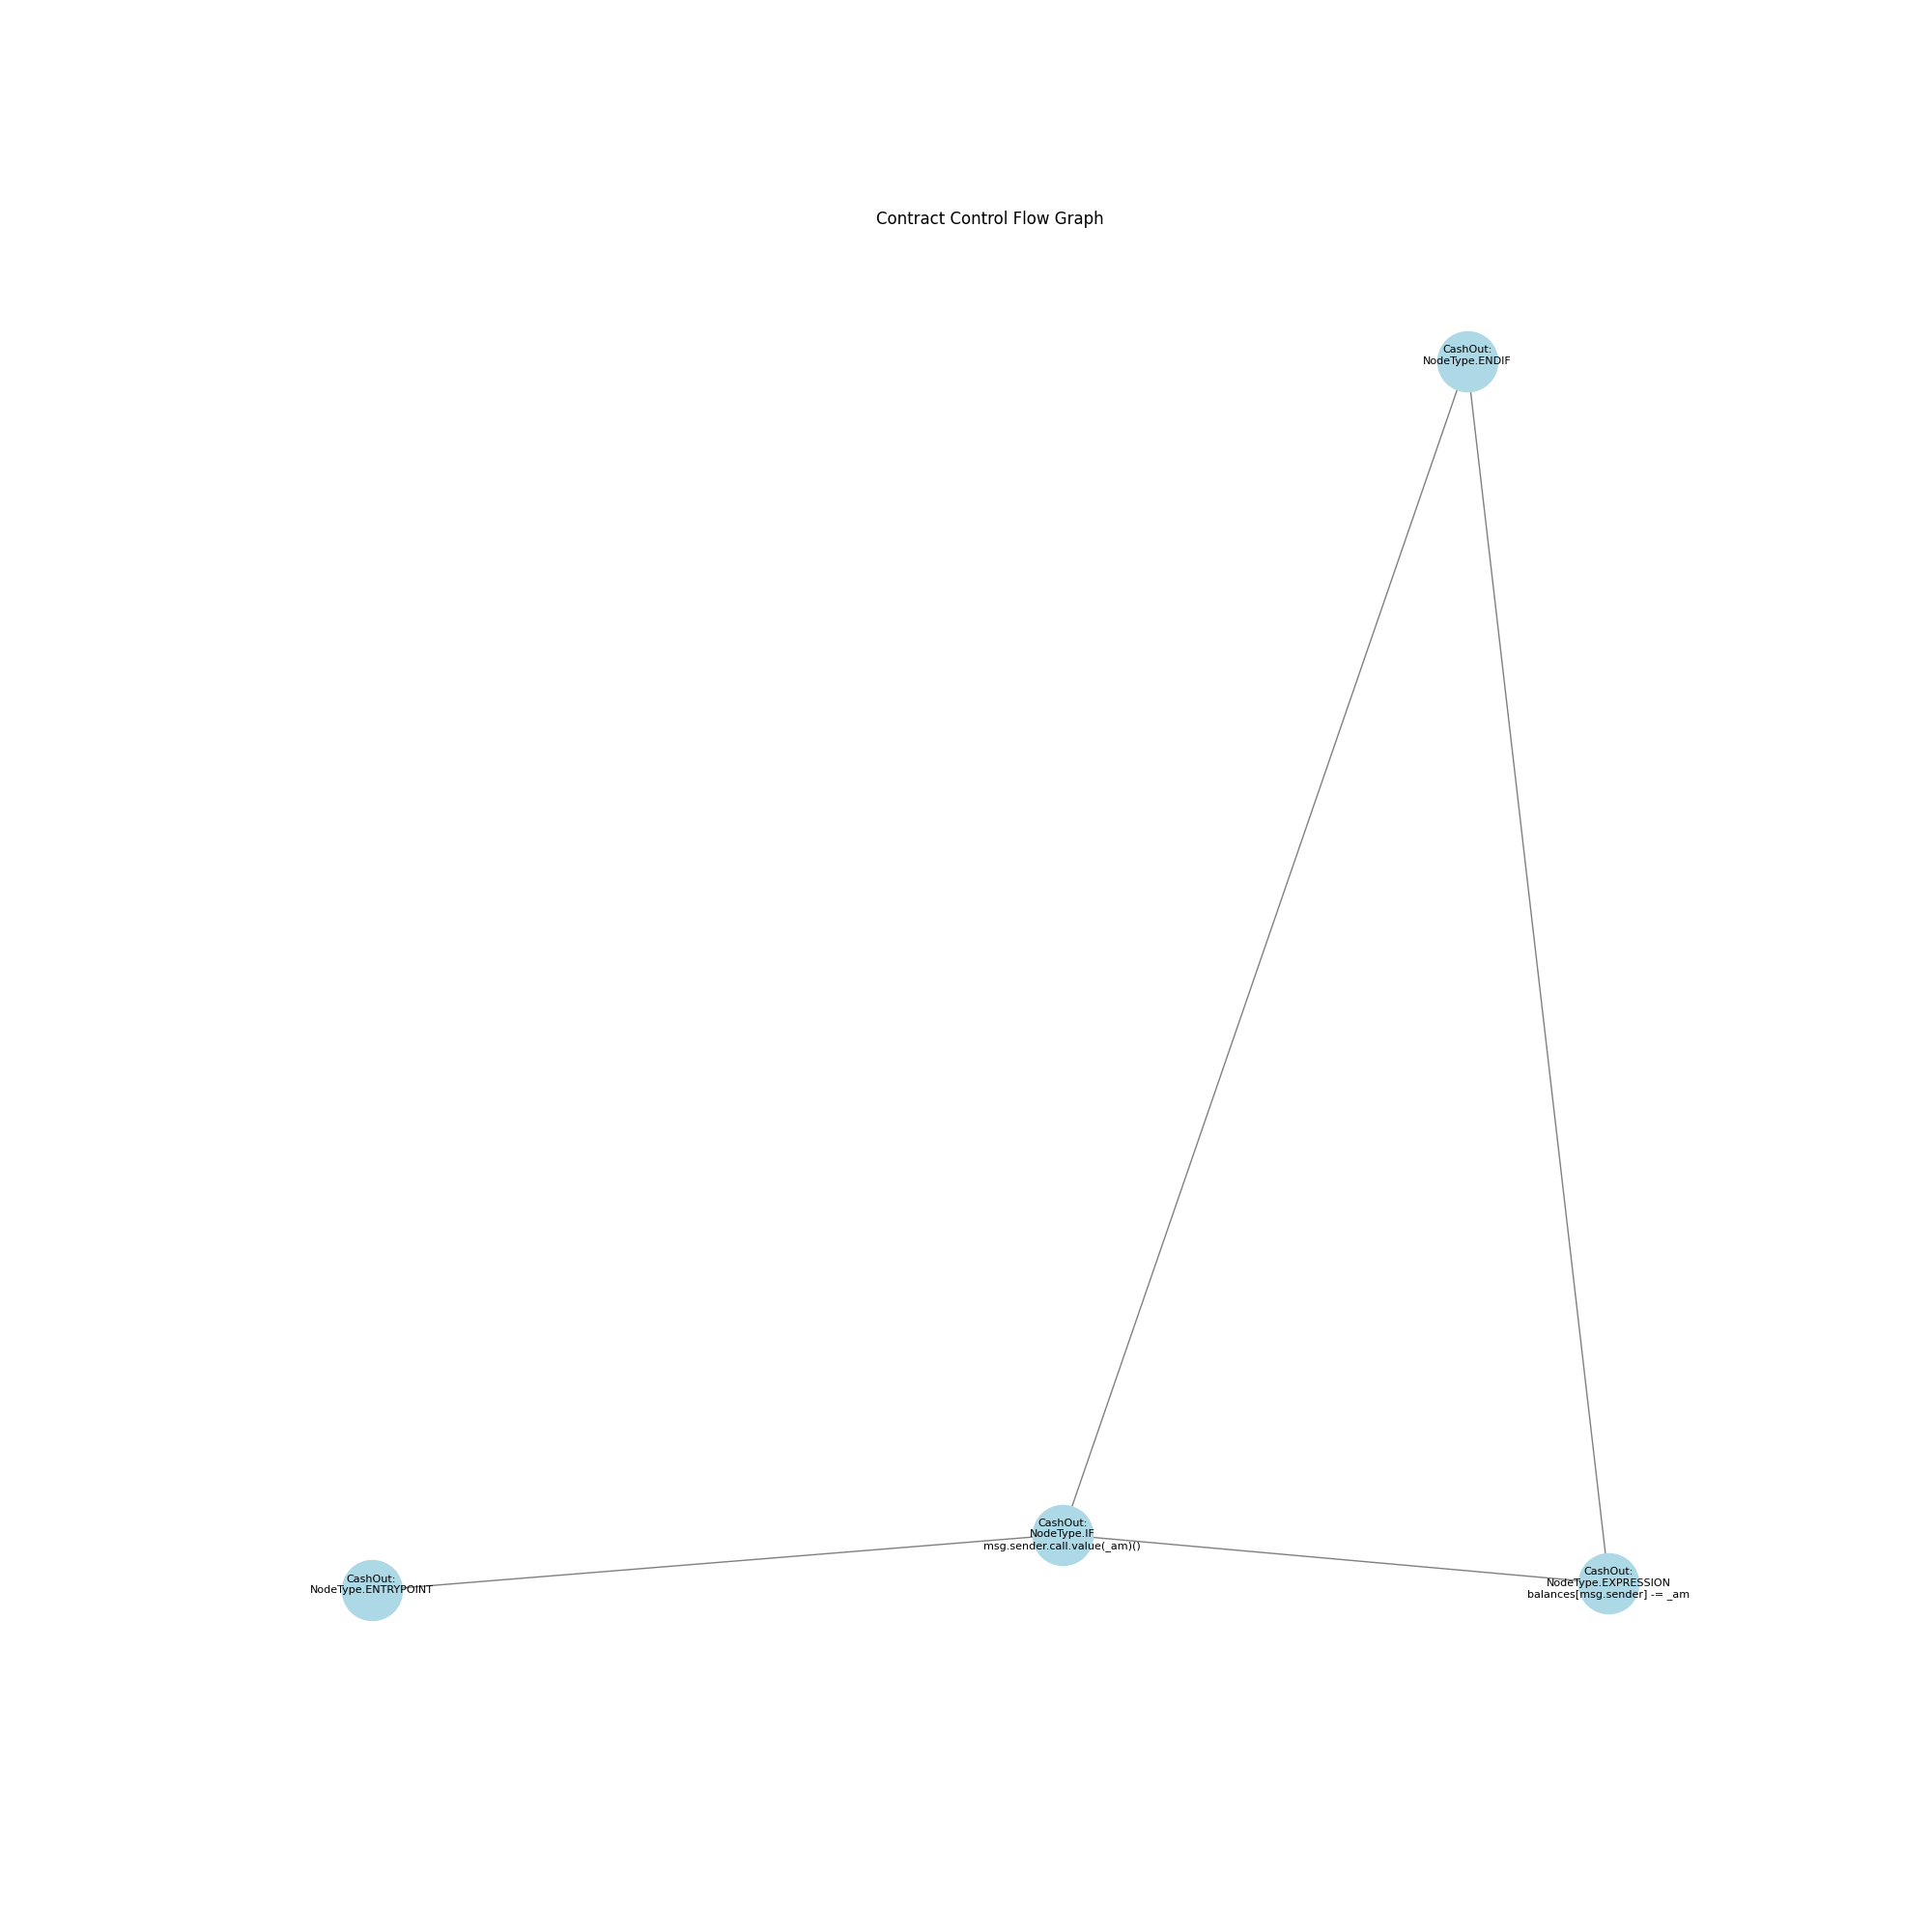 Contract Control Flow Graph
CashOut:
NodeType.ENDIF
CashOut:
NodeType.IF
msg.sender.call.value(_am)()
CashOut:
NodeType.ENTRYPOINT
CashOut:
NodeType.EXPRESSION
balances[msg.sender] -= _am